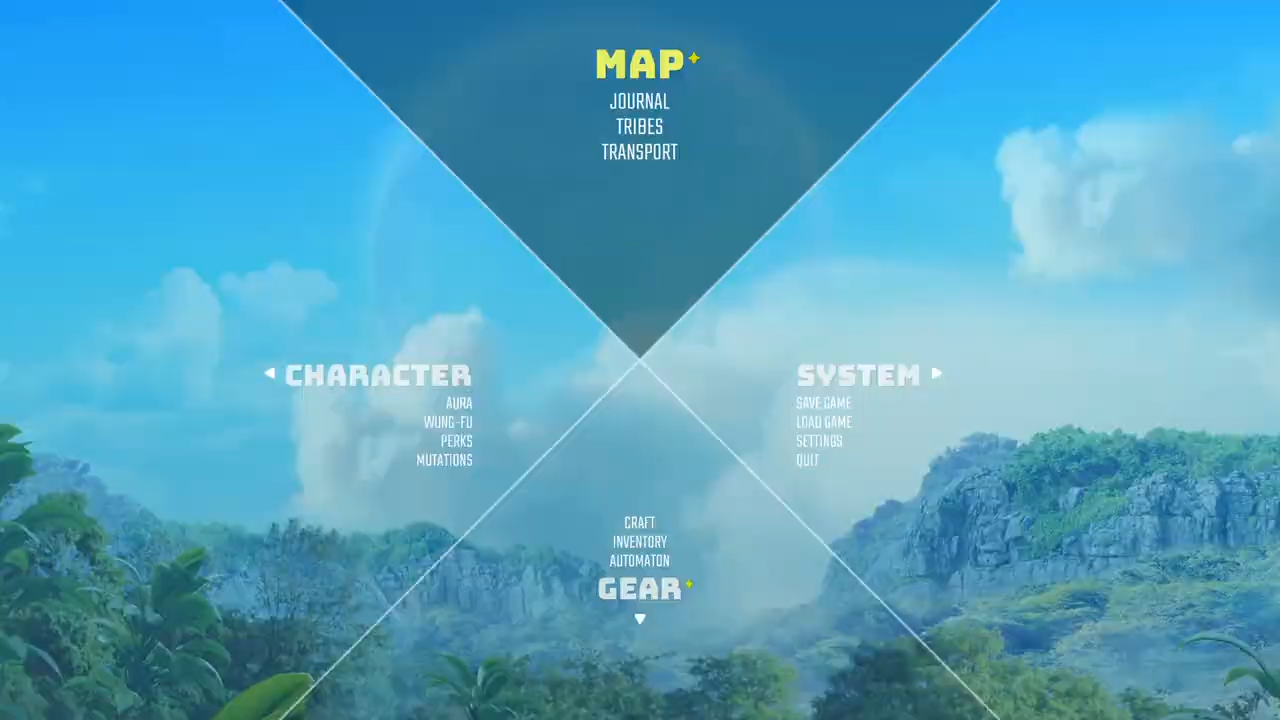 MAP
JOURNAL
TRIBES
TRANSPORT
CHARACTER
AURA
WUNG-FU
PERKS
MUTATIONS
SYSTEM
SAVE GAME
LOAD GAME
SETTINGS
QUIT
CRAFT
INVENTORY
AUTOMATON
GEAR